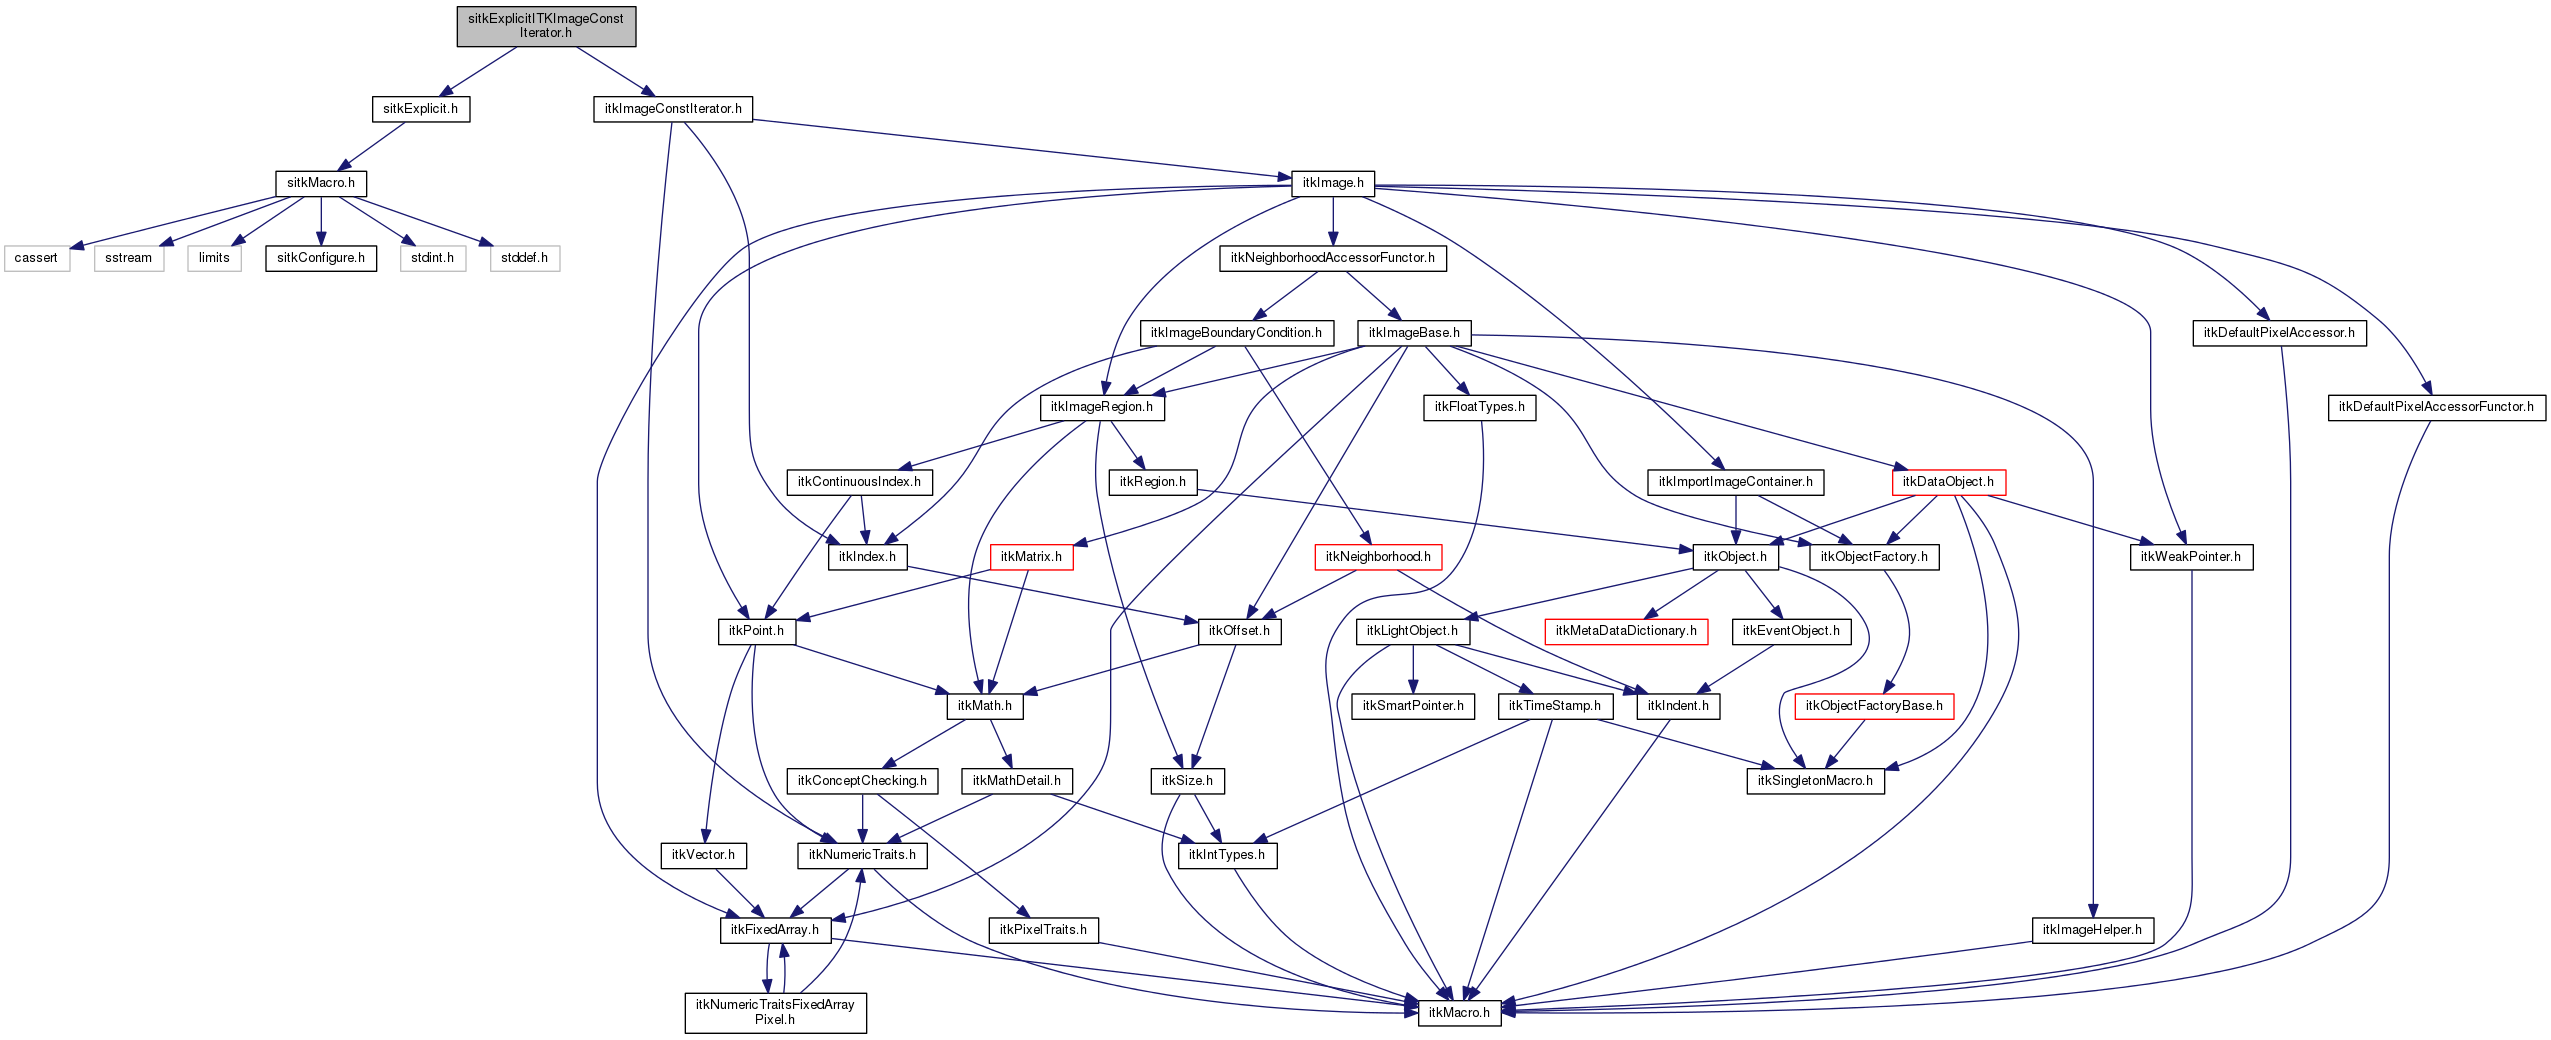 sitkExplicitITKImageConst
Iterator.h
sitkExplicit.h
itkImageConstIterator.h
sitkMacro.h
itkImage.h
cassert
sstream
limits
sitkConfigure.h
stdint.h
stddef.h
itkNeighborhoodAccessorFunctor.h
itkImageBoundaryCondition.h
itkImageBase.h
itkDefaultPixelAccessor.h
itkImageRegion.h
itkFloatTypes.h
itkDefaultPixelAccessorFunctor.h
itkContinuousIndex.h
itkRegion.h
itkImportImageContainer.h
itkDataObject.h
itkIndex.h
itkMatrix.h
itkNeighborhood.h
itkObject.h
itkObjectFactory.h
itkWeakPointer.h
itkPoint.h
itkOffset.h
itkLightObject.h
itkMetaDataDictionary.h
itkEventObject.h
itkMath.h
itkSmartPointer.h
itkTimeStamp.h
itkIndent.h
itkObjectFactoryBase.h
itkConceptChecking.h
itkMathDetail.h
itkSize.h
itkSingletonMacro.h
itkVector.h
itkNumericTraits.h
itkIntTypes.h
itkFixedArray.h
itkPixelTraits.h
itkImageHelper.h
itkNumericTraitsFixedArray
Pixel.h
itkMacro.h